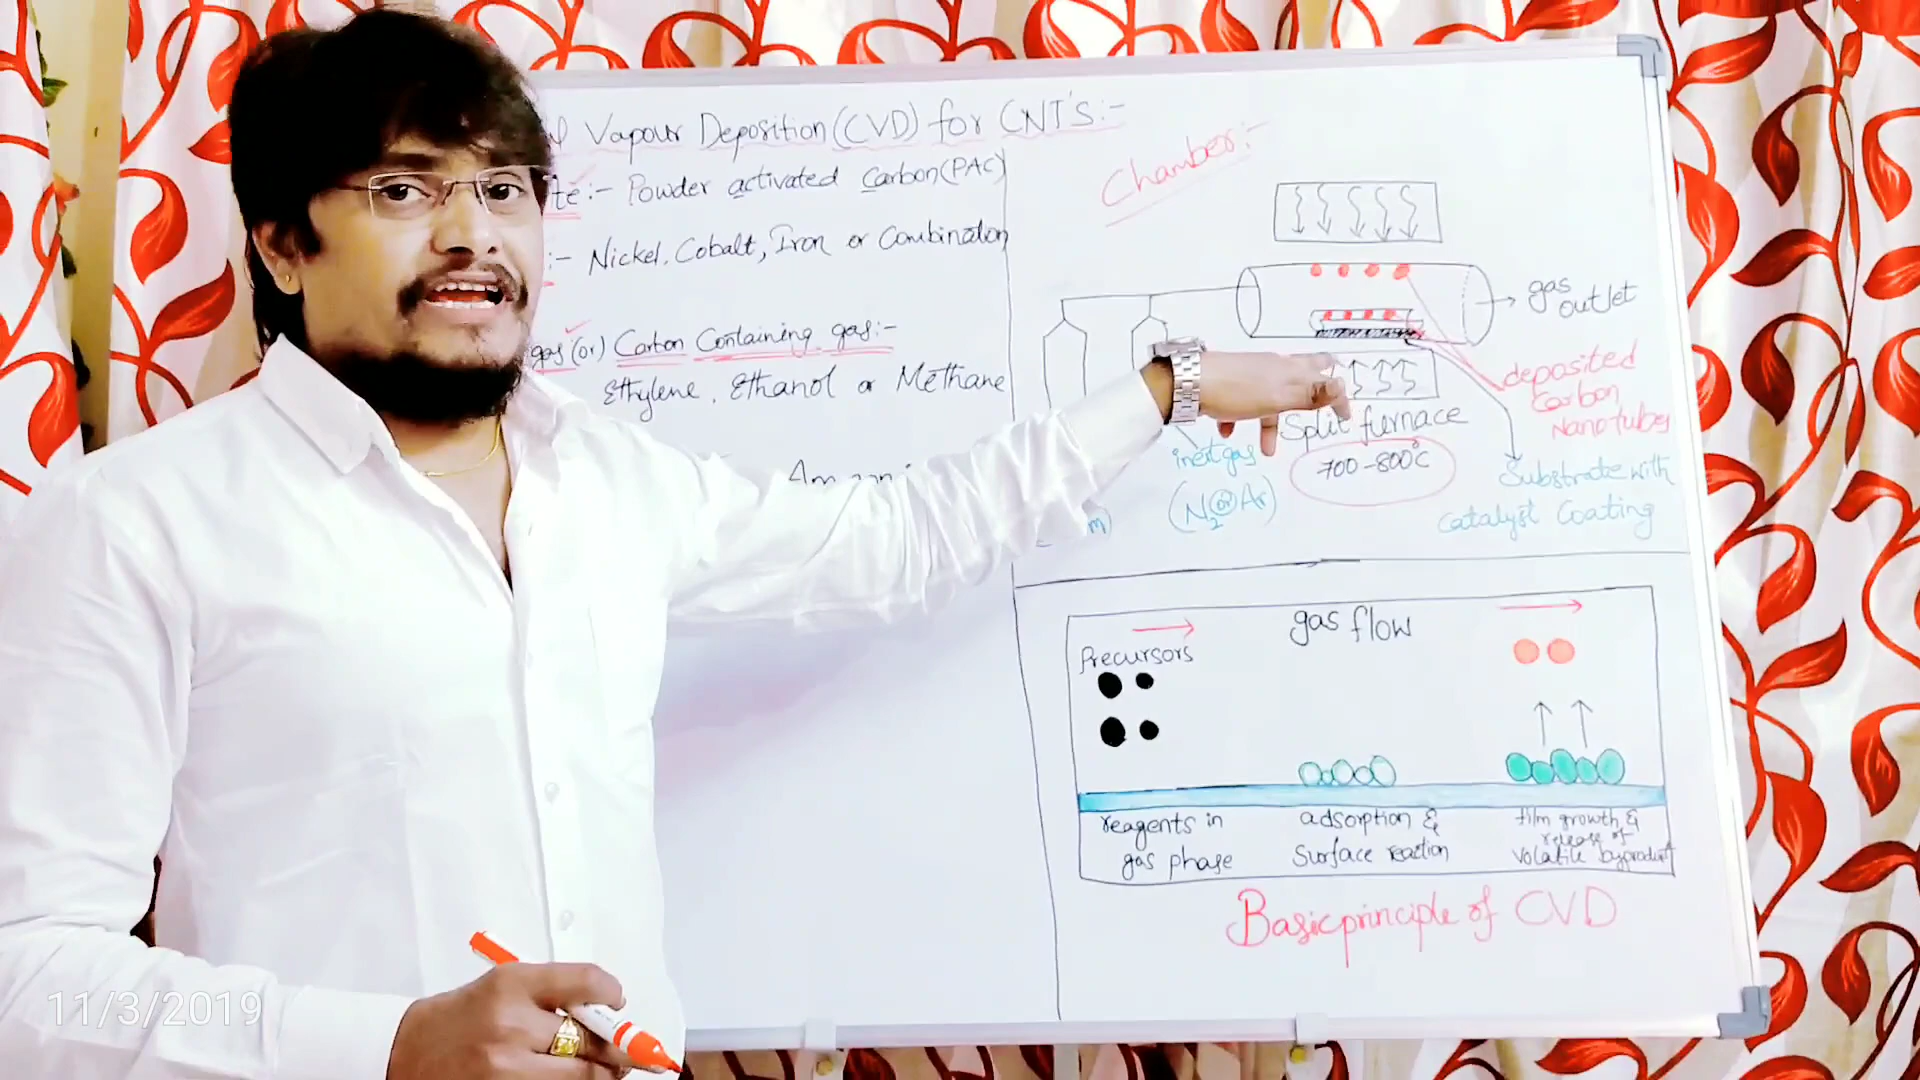 Vapour Deposition (CVD) for CNT'S:-
:- Powder activated Carbon(PAC)
:- Nickel, Cobalt, Iron or Combination
gas (or) Carbon Containing gas:-
Ethylene, Ethanol or Methane
Chamber:-
gas outlet
deposited
Carbon
Nanotubes
Split furnace
700-800°C
inert gas
(N2 (or) Ar)
Substrate with
Catalyst Coating
gas flow
Precursors
reagents in
gas phase
adsorption &
Surface reaction
film growth &
release of
volatile byproduct
Basic principle of CVD
11/3/2019